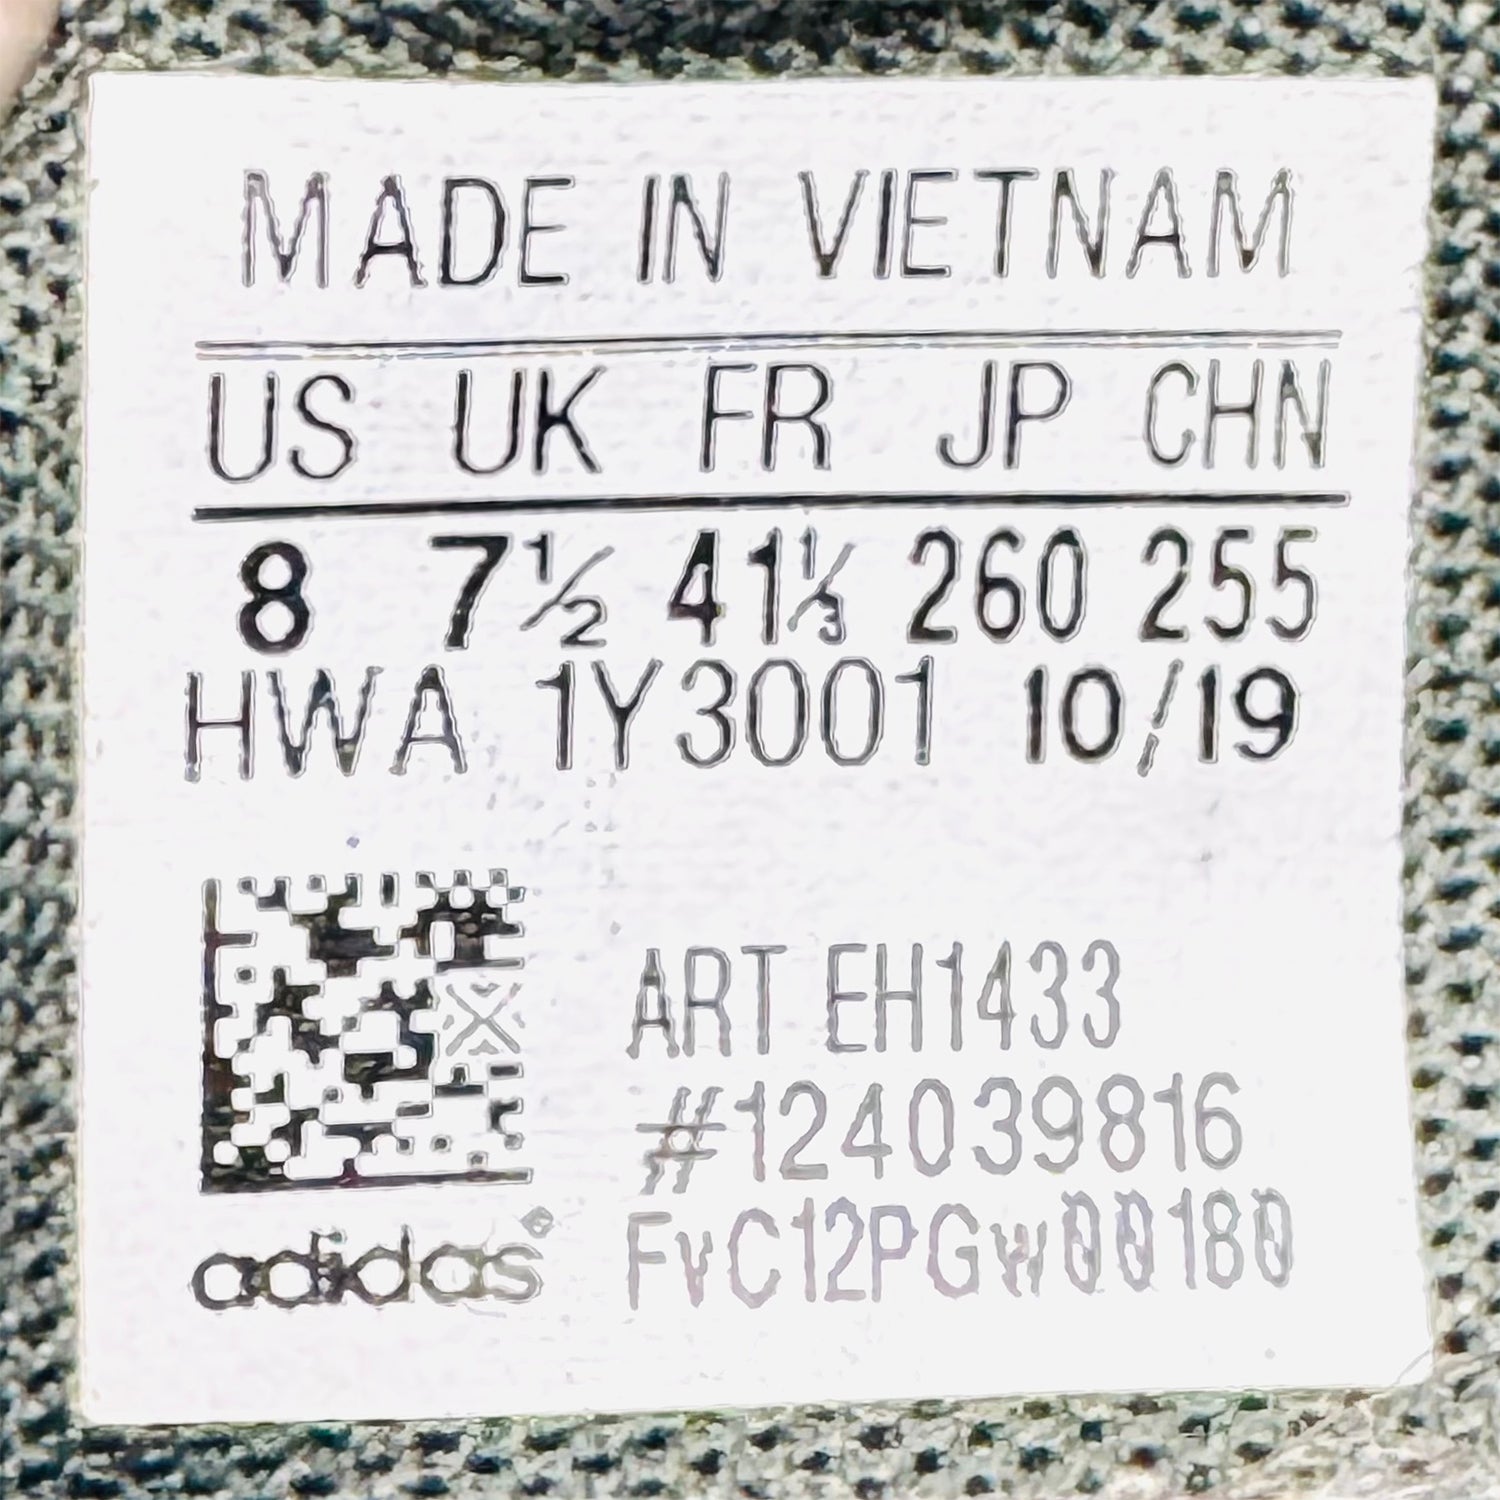 MADE IN VIETNAM
US UK FR JP CHN
8 7½ 41⅓ 260 255
HWA 1Y3001 10/19
ART EH1433
#124039816
FvC12PGw00180
adidas®